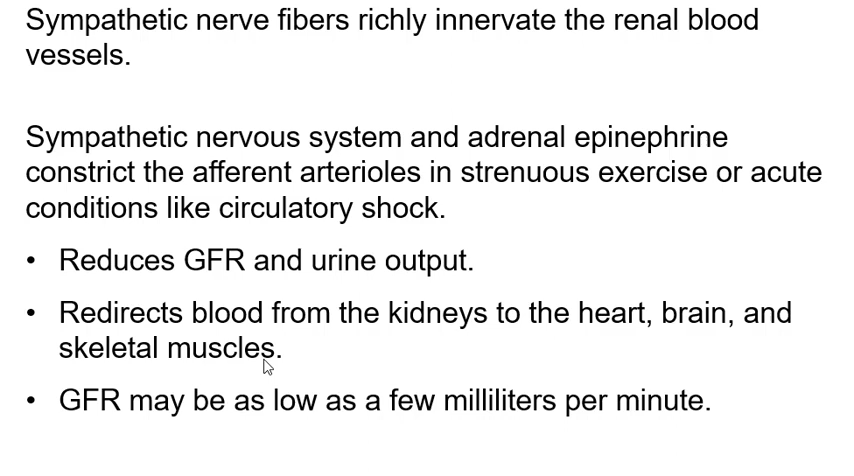 Sympathetic nerve fibers richly innervate the renal blood
vessels.
Sympathetic nervous system and adrenal epinephrine
constrict the afferent arterioles in strenuous exercise or acute
conditions like circulatory shock.
• Reduces GFR and urine output.
• Redirects blood from the kidneys to the heart, brain, and
skeletal muscles.
• GFR may be as low as a few milliliters per minute.